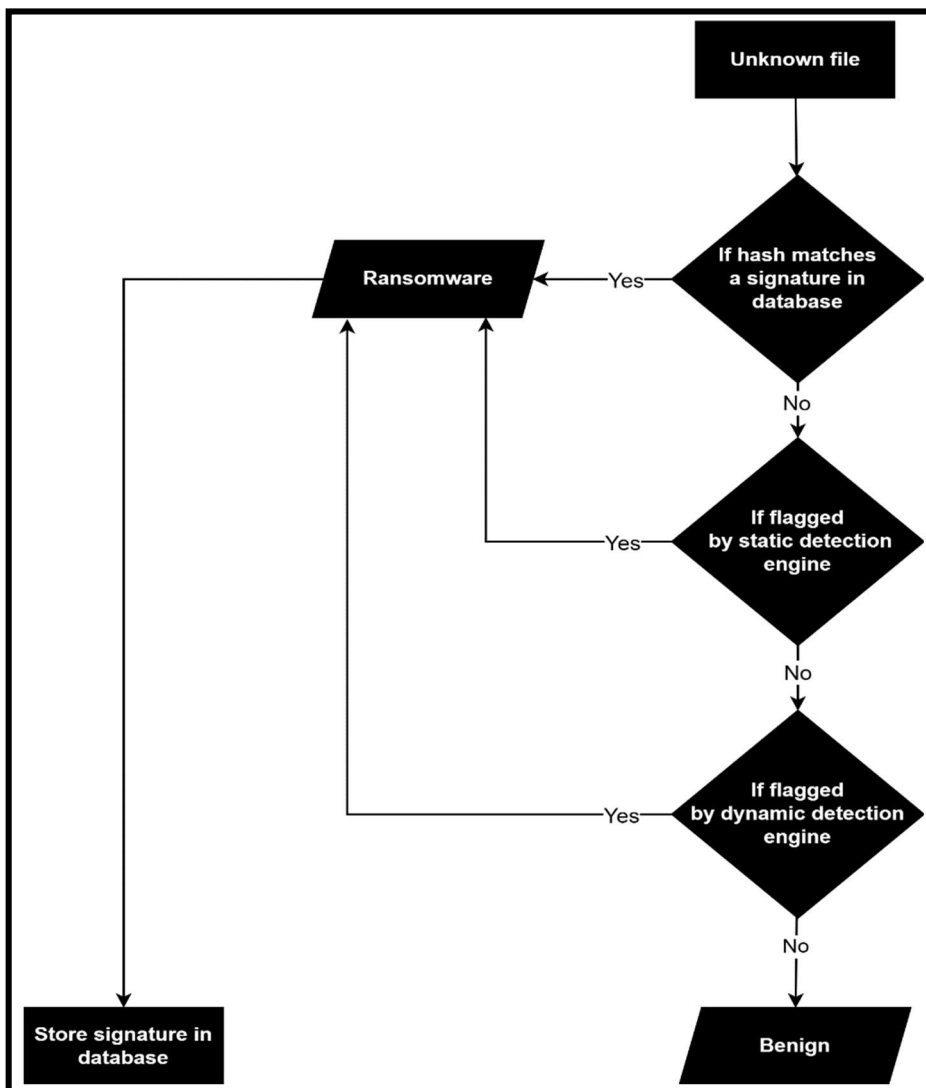 Unknown file
If hash matches
a signature in
database
Yes
Ransomware
No
If flagged
by static detection
engine
Yes
No
If flagged
by dynamic detection
engine
Yes
No
Store signature in
database
Benign